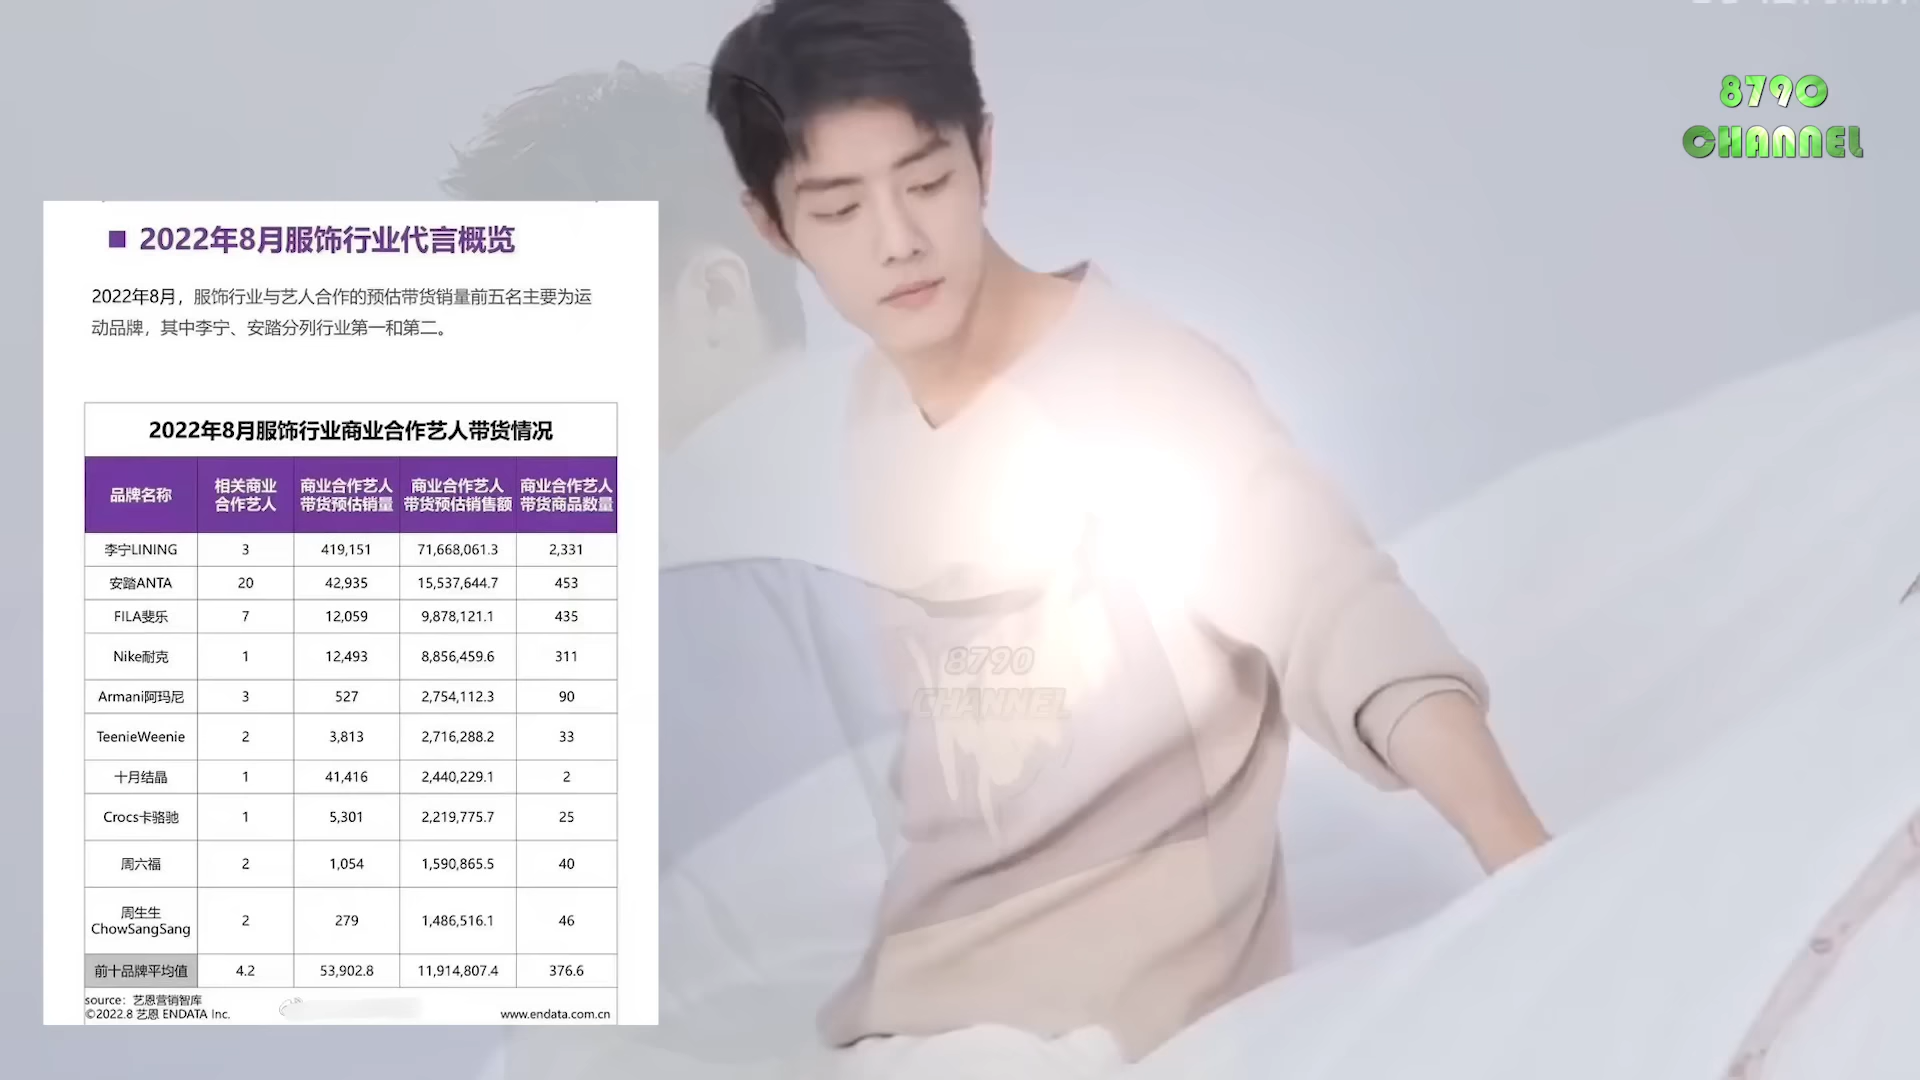 8790
CHANNEL
■ 2022年8月服饰行业代言概览
2022年8月，服饰行业与艺人合作的预估带货销量前五名主要为运
动品牌，其中李宁、安踏分列行业第一和第二。
2022年8月服饰行业商业合作艺人带货情况
品牌名称 相关商业合作艺人 商业合作艺人带货预估销量 商业合作艺人带货预估销售额 商业合作艺人带货商品数量
李宁LINING 3 419,151 71,668,061.3 2,331
安踏ANTA 20 42,935 15,537,644.7 453
FILA斐乐 7 12,059 9,878,121.1 435
Nike耐克 1 12,493 8,856,459.6 311
Armani阿玛尼 3 527 2,754,112.3 90
TeenieWeenie 2 3,813 2,716,288.2 33
十月结晶 1 41,416 2,440,229.1 2
Crocs卡骆驰 1 5,301 2,219,775.7 25
周六福 2 1,054 1,590,865.5 40
周生生 ChowSangSang 2 279 1,486,516.1 46
前十品牌平均值 4.2 53,902.8 11,914,807.4 376.6
source：艺恩营销智库
©2022.8 艺恩 ENDATA Inc. www.endata.com.cn
8790
CHANNEL